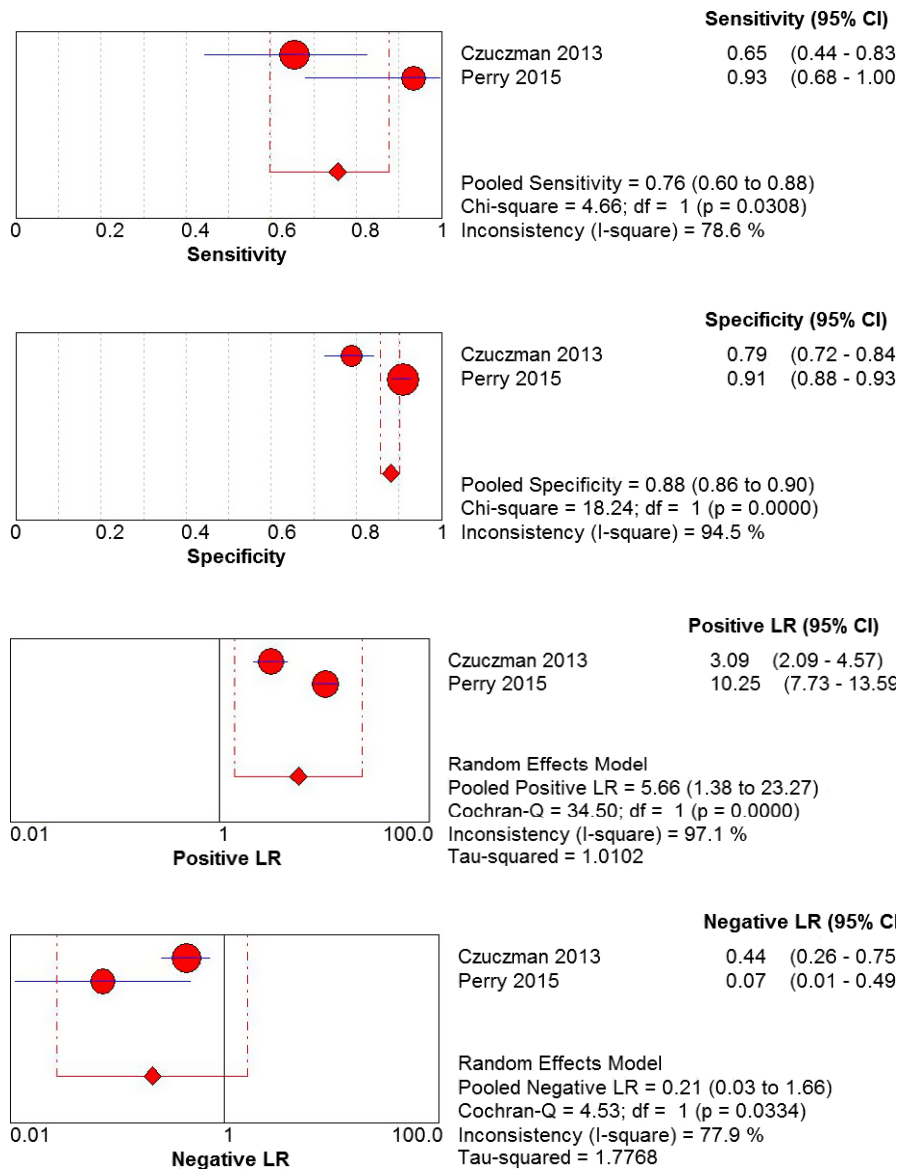 Sensitivity (95% CI)
Czuczman 2013 0.65 (0.44 - 0.83
Perry 2015 0.93 (0.68 - 1.00
Pooled Sensitivity = 0.76 (0.60 to 0.88)
Chi-square = 4.66; df = 1 (p = 0.0308)
Inconsistency (I-square) = 78.6 %
0 0.2 0.4 0.6 0.8 1
Sensitivity
Specificity (95% CI)
Czuczman 2013 0.79 (0.72 - 0.84
Perry 2015 0.91 (0.88 - 0.93
Pooled Specificity = 0.88 (0.86 to 0.90)
Chi-square = 18.24; df = 1 (p = 0.0000)
Inconsistency (I-square) = 94.5 %
0 0.2 0.4 0.6 0.8 1
Specificity
Positive LR (95% CI)
Czuczman 2013 3.09 (2.09 - 4.57)
Perry 2015 10.25 (7.73 - 13.59
Random Effects Model
Pooled Positive LR = 5.66 (1.38 to 23.27)
Cochran-Q = 34.50; df = 1 (p = 0.0000)
Inconsistency (I-square) = 97.1 %
Tau-squared = 1.0102
0.01 1 100.0
Positive LR
Negative LR (95% CI
Czuczman 2013 0.44 (0.26 - 0.75
Perry 2015 0.07 (0.01 - 0.49
Random Effects Model
Pooled Negative LR = 0.21 (0.03 to 1.66)
Cochran-Q = 4.53; df = 1 (p = 0.0334)
Inconsistency (I-square) = 77.9 %
Tau-squared = 1.7768
0.01 1 100.0
Negative LR